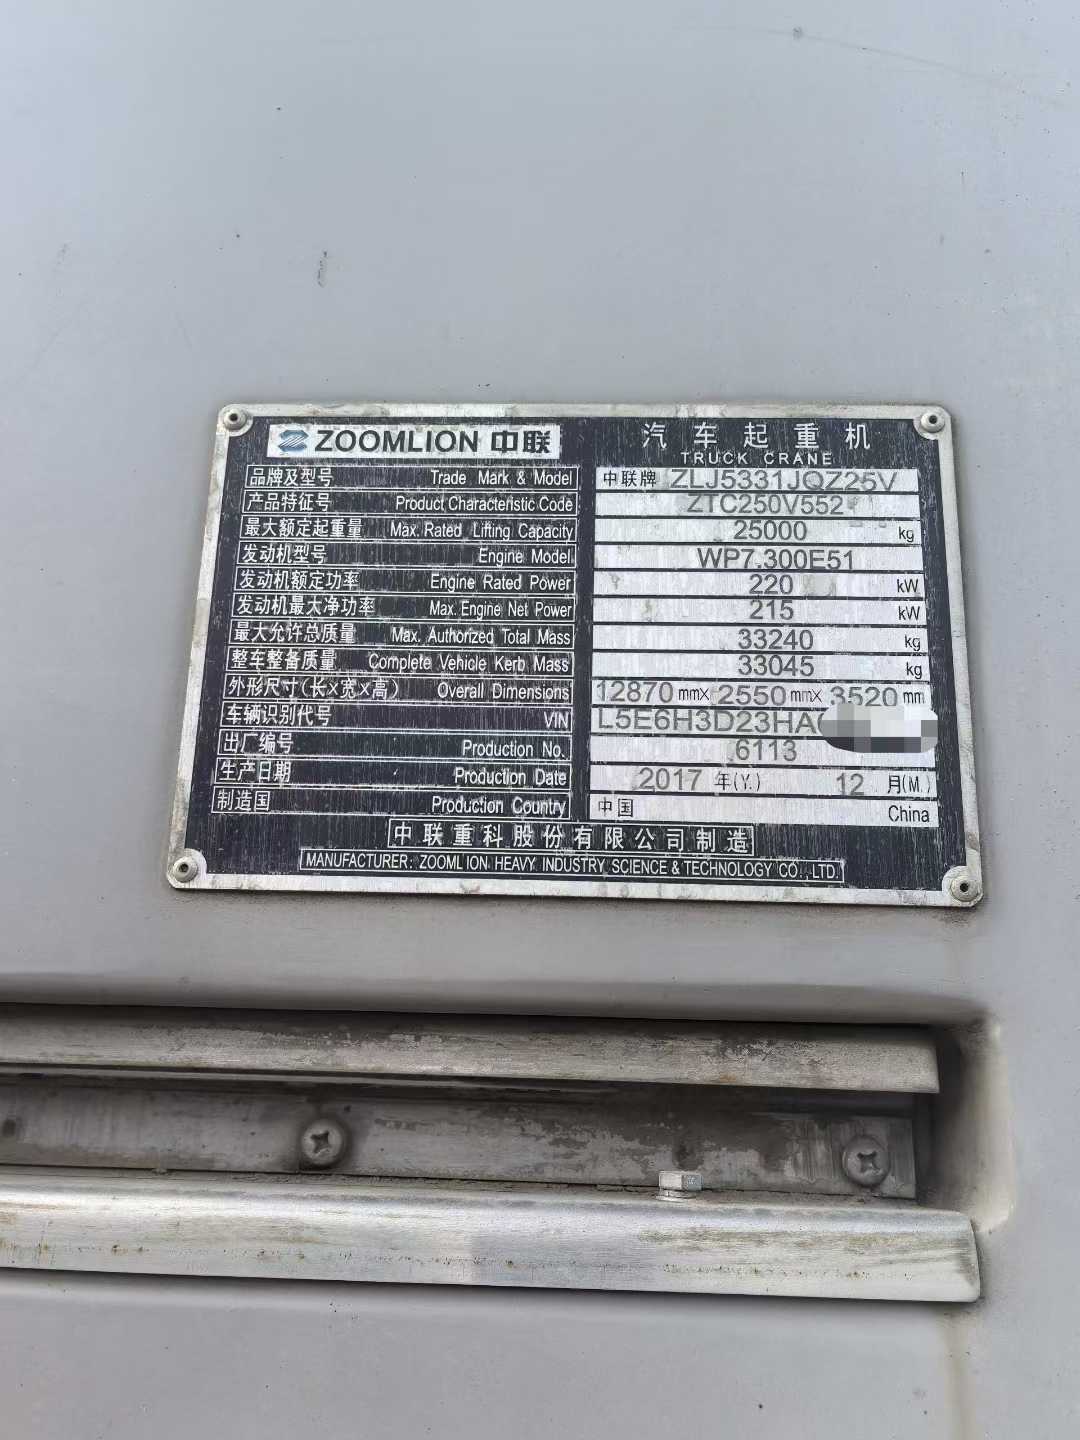 ZOOMLION 中联 汽车起重机
TRUCK CRANE
品牌及型号 Trade Mark & Model 中联牌 ZLJ5331JQZ25V
产品特征号 Product Characteristic Code ZTC250V552
最大额定起重量 Max. Rated Lifting Capacity 25000 kg
发动机型号 Engine Model WP7.300E51
发动机额定功率 Engine Rated Power 220 kW
发动机最大净功率 Max. Engine Net Power 215 kW
最大允许总质量 Max. Authorized Total Mass 33240 kg
整车整备质量 Complete Vehicle Kerb Mass 33045 kg
外形尺寸(长×宽×高) Overall Dimensions 12870 mm× 2550 mm× 3520 mm
车辆识别代号 VIN L5E6H3D23HA
出厂编号 Production No. 6113
生产日期 Production Date 2017 年(Y.) 12 月(M.)
制造国 Production Country 中国 China
中联重科股份有限公司制造
MANUFACTURER: ZOOMLION HEAVY INDUSTRY SCIENCE & TECHNOLOGY CO.,LTD.